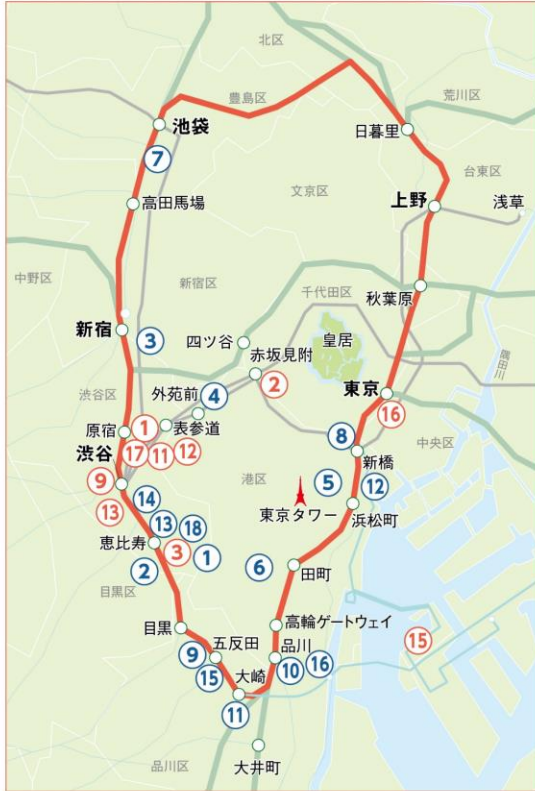 北区
豊島区
荒川区
池袋
日暮里
⑦
台東区
文京区
高田馬場
上野
浅草
中野区
新宿区
秋葉原
千代田区
隅田川
新宿
③
四ツ谷
皇居
赤坂見附
②
外苑前
④
東京
渋谷区
⑯
原宿
①
表参道
中央区
⑧
渋谷
⑰
⑪
⑫
新橋
港区
⑨
⑤
⑫
⑭
東京タワー
浜松町
⑬
⑬
⑱
恵比寿
③
①
②
⑥
田町
目黒区
目黒
高輪ゲートウェイ
⑮
五反田
品川
⑨
⑩
⑯
⑮
大崎
⑪
大井町
品川区